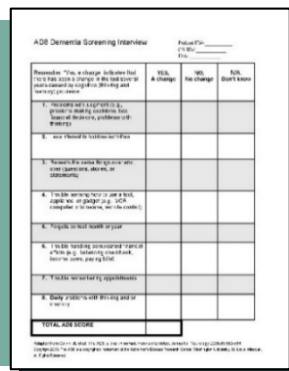 AD8 Dementia Screening Interview
Patient ID#:
CS ID#:
Date:
Remember, "Yes, a change" indicates that
there has been a change in the last several
years caused by cognitive (thinking and
memory) problems.
YES,
A change
NO,
No change
N/A,
Don't know
1. Problems with judgment (e.g.,
problems making decisions, bad
financial decisions, problems with
thinking)
2. Less interest in hobbies/activities
3. Repeats the same things over and
over (questions, stories, or
statements)
4. Trouble learning how to use a tool,
appliance, or gadget (e.g., VCR,
computer, microwave, remote control)
5. Forgets correct month or year
6. Trouble handling complicated financial
affairs (e.g., balancing checkbook,
income taxes, paying bills)
7. Trouble remembering appointments
8. Daily problems with thinking and/or
memory
TOTAL AD8 SCORE